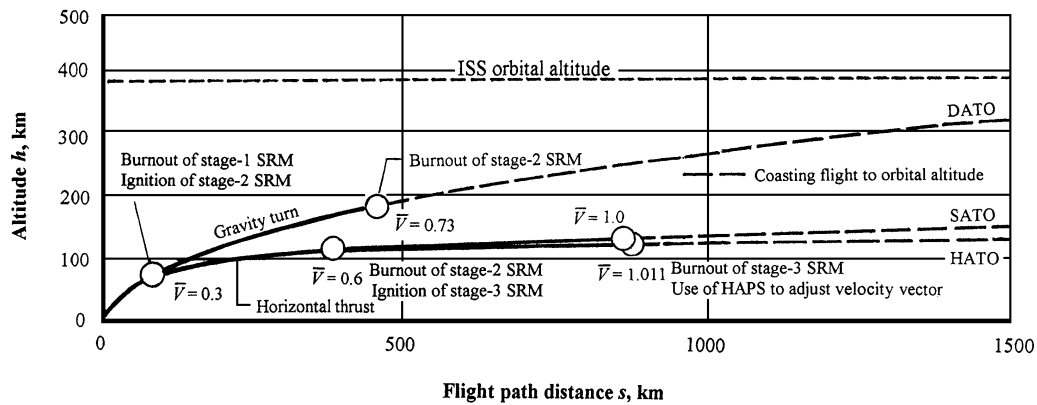 500
400
300
200
100
0
Altitude h, km
ISS orbital altitude
DATO
Burnout of stage-1 SRM
Ignition of stage-2 SRM
Burnout of stage-2 SRM
Coasting flight to orbital altitude
Gravity turn
V̅ = 0.73
V̅ = 1.0
SATO
HATO
V̅ = 0.3
V̅ = 0.6
Burnout of stage-2 SRM
Ignition of stage-3 SRM
V̅ = 1.011
Burnout of stage-3 SRM
Use of HAPS to adjust velocity vector
Horizontal thrust
0
500
1000
1500
Flight path distance s, km